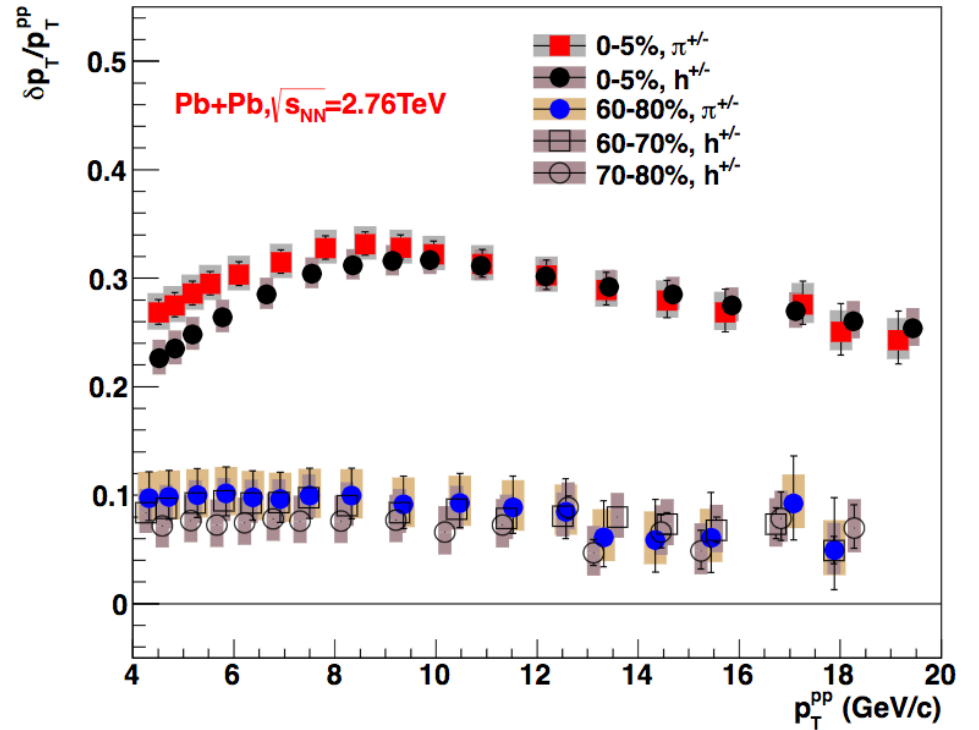 δp_T/p_T^pp
0.5
0.4
0.3
0.2
0.1
0
Pb+Pb,√s_NN=2.76TeV
0-5%, π^+/-
0-5%, h^+/-
60-80%, π^+/-
60-70%, h^+/-
70-80%, h^+/-
4 6 8 10 12 14 16 18 20
p_T^pp (GeV/c)